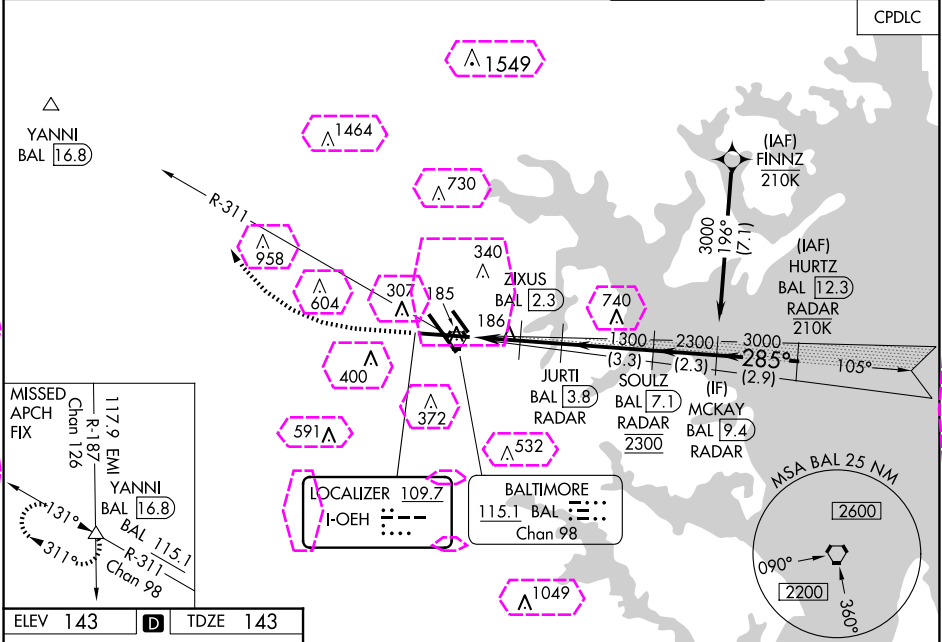 CPDLC
1549
YANNI
BAL 16.8
1464
(IAF)
FINNZ
210K
730
R-311
3000
196°
(7.1)
958
340
(IAF)
HURTZ
BAL 12.3
RADAR
210K
604
307
185
ZIXUS
BAL 2.3
740
186
1300
2300
3000
285°
105°
(3.3)
(2.3)
(2.9)
400
JURTI
BAL 3.8
RADAR
SOULZ
BAL 7.1
RADAR
2300
(IF)
MCKAY
BAL 9.4
RADAR
372
591
532
MISSED
APCH
FIX
117.9 EMI
R-187
Chan 126
YANNI
BAL 16.8
BAL 115.1
R-311
Chan 98
131°
311°
LOCALIZER 109.7
I-OEH
BALTIMORE
115.1 BAL
Chan 98
MSA BAL 25 NM
2600
090°
2200
360°
1049
ELEV 143
D
TDZE 143